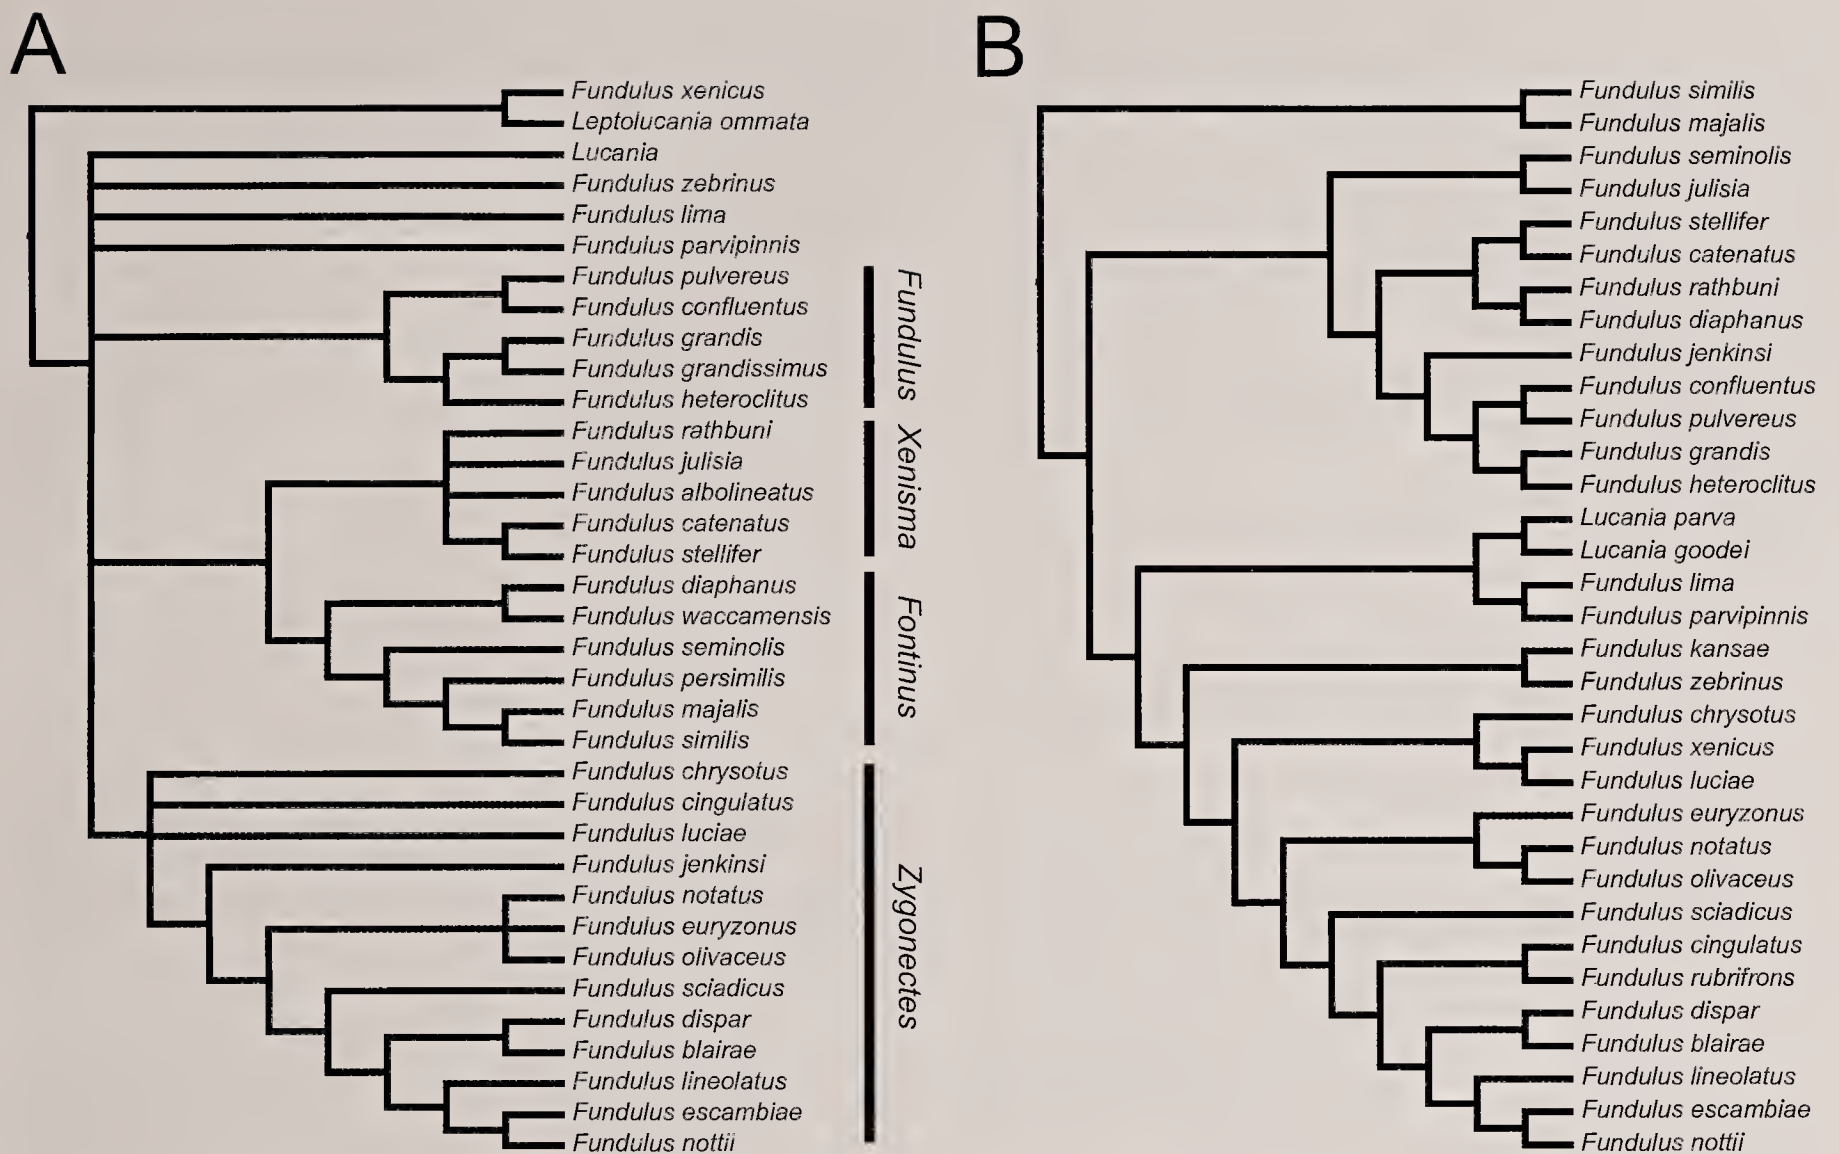 A
Fundulus xenicus
Leptolucania ommata
Lucania
Fundulus zebrinus
Fundulus lima
Fundulus parvipinnis
Fundulus pulvereus
Fundulus confluentus
Fundulus grandis
Fundulus grandissimus
Fundulus heteroclitus
Fundulus rathbuni
Fundulus julisia
Fundulus albolineatus
Fundulus catenatus
Fundulus stellifer
Fundulus diaphanus
Fundulus waccamensis
Fundulus seminolis
Fundulus persimilis
Fundulus majalis
Fundulus similis
Fundulus chrysotus
Fundulus cingulatus
Fundulus luciae
Fundulus jenkinsi
Fundulus notatus
Fundulus euryzonus
Fundulus olivaceus
Fundulus sciadicus
Fundulus dispar
Fundulus blairae
Fundulus lineolatus
Fundulus escambiae
Fundulus nottii
Fundulus
Xenisma
Fontinus
Zygonectes
B
Fundulus similis
Fundulus majalis
Fundulus seminolis
Fundulus julisia
Fundulus stellifer
Fundulus catenatus
Fundulus rathbuni
Fundulus diaphanus
Fundulus jenkinsi
Fundulus confluentus
Fundulus pulvereus
Fundulus grandis
Fundulus heteroclitus
Lucania parva
Lucania goodei
Fundulus lima
Fundulus parvipinnis
Fundulus kansae
Fundulus zebrinus
Fundulus chrysotus
Fundulus xenicus
Fundulus luciae
Fundulus euryzonus
Fundulus notatus
Fundulus olivaceus
Fundulus sciadicus
Fundulus cingulatus
Fundulus rubrifrons
Fundulus dispar
Fundulus blairae
Fundulus lineolatus
Fundulus escambiae
Fundulus nottii